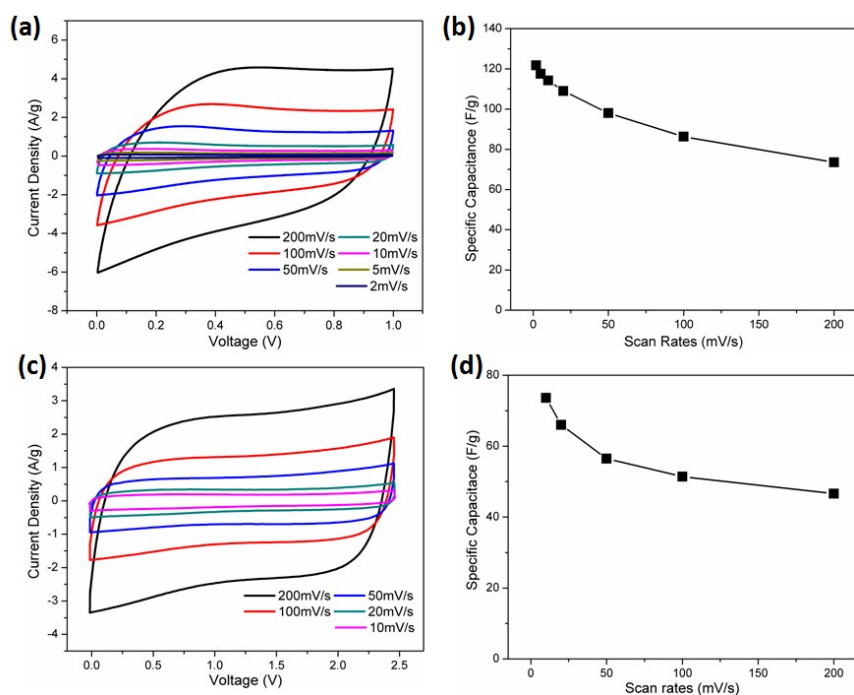 (a)
6
4
2
0
-2
-4
-6
-8
Current Density (A/g)
200mV/s 20mV/s
100mV/s 10mV/s
50mV/s 5mV/s
2mV/s
0.0 0.2 0.4 0.6 0.8 1.0
Voltage (V)
(b)
140
120
100
80
60
40
20
0
Specific Capacitance (F/g)
0 50 100 150 200
Scan Rates (mV/s)
(c)
4
3
2
1
0
-1
-2
-3
-4
Current Density (A/g)
200mV/s 50mV/s
100mV/s 20mV/s
10mV/s
0.0 0.5 1.0 1.5 2.0 2.5
Voltage (V)
(d)
80
60
40
20
0
Specific Capacitace (F/g)
0 50 100 150 200
Scan rates (mV/s)